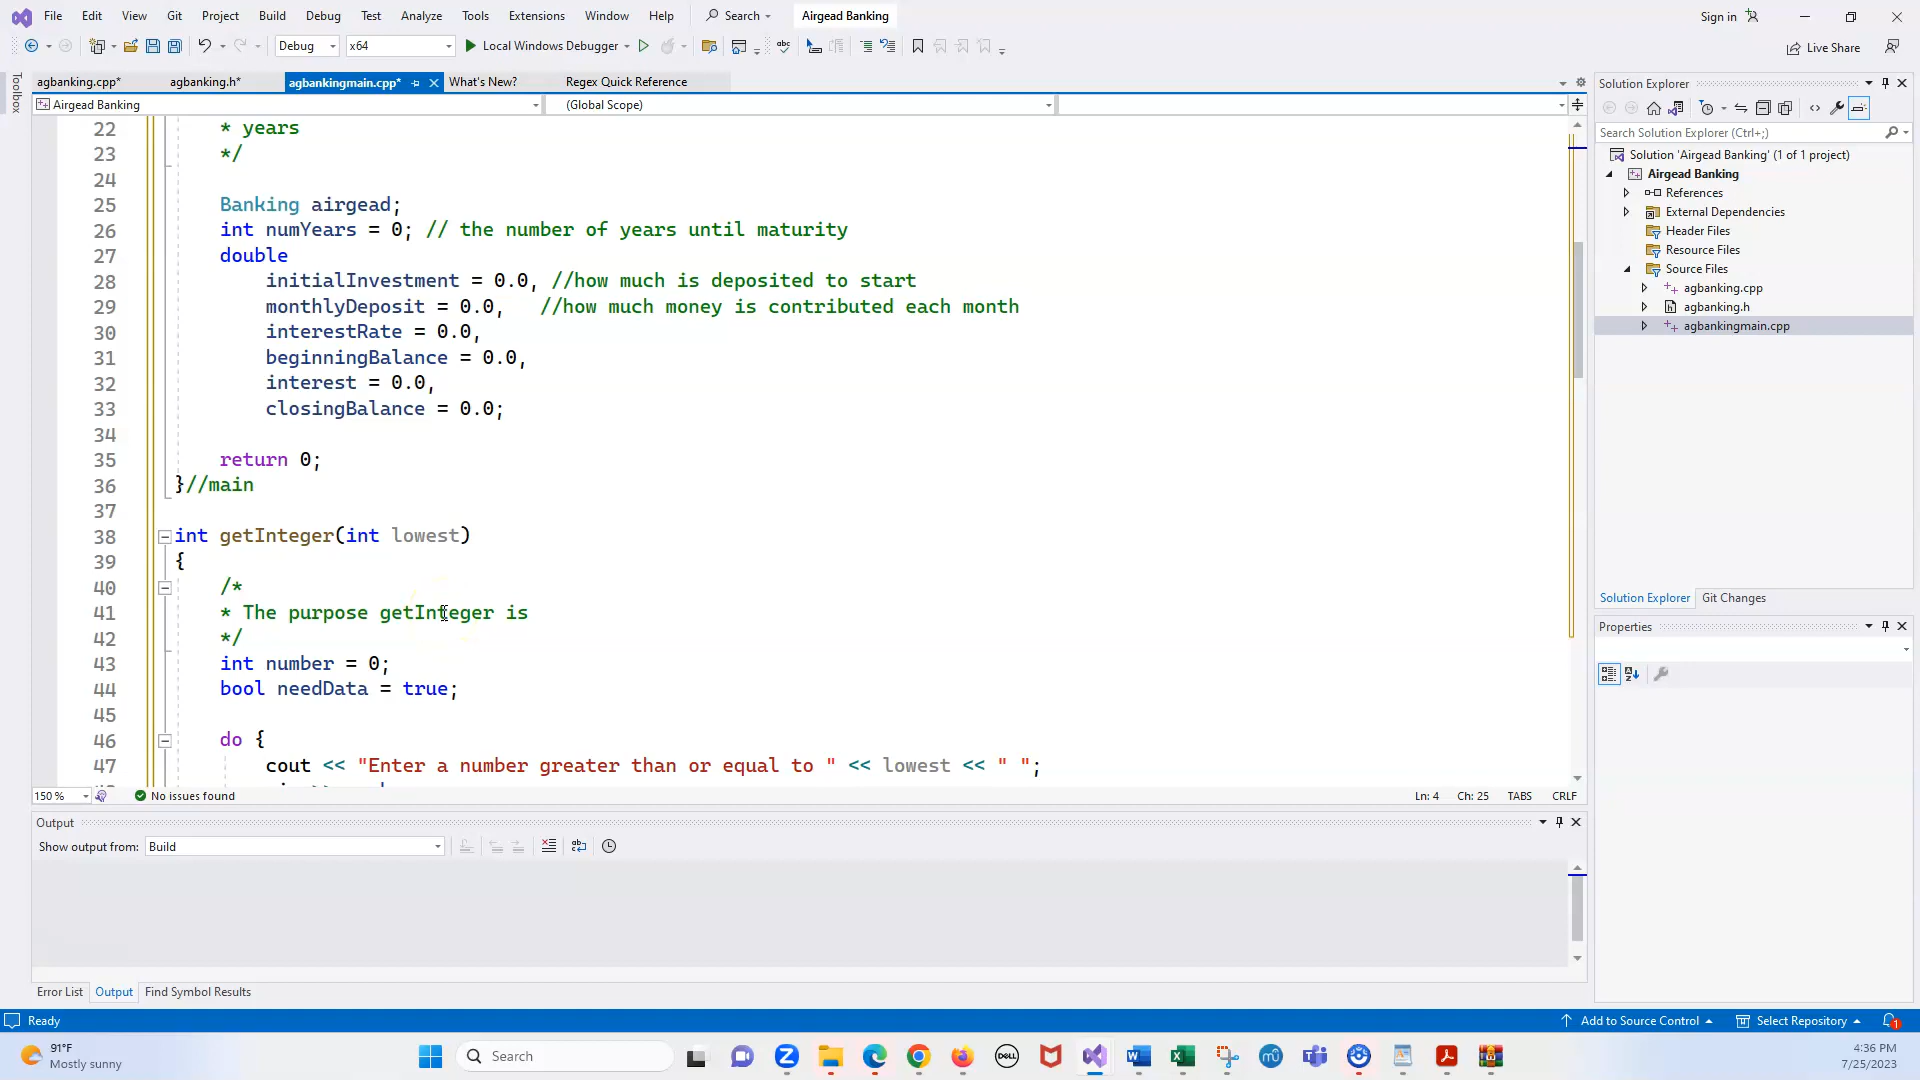 File Edit View Git Project Build Debug Test Analyze Tools Extensions Window Help Search Airgead Banking Sign in
Debug x64 Local Windows Debugger Live Share
Toolbox
agbanking.cpp* agbanking.h* agbankingmain.cpp* What's New? Regex Quick Reference
Airgead Banking (Global Scope)
22 * years
23 */
24
25 Banking airgead;
26 int numYears = 0; // the number of years until maturity
27 double
28 initialInvestment = 0.0, //how much is deposited to start
29 monthlyDeposit = 0.0, //how much money is contributed each month
30 interestRate = 0.0,
31 beginningBalance = 0.0,
32 interest = 0.0,
33 closingBalance = 0.0;
34
35 return 0;
36 }//main
37
38 int getInteger(int lowest)
39 {
40 /*
41 * The purpose getInteger is
42 */
43 int number = 0;
44 bool needData = true;
45
46 do {
47 cout << "Enter a number greater than or equal to " << lowest << " ";
150 % No issues found Ln: 4 Ch: 25 TABS CRLF
Output
Show output from: Build
Error List Output Find Symbol Results
Solution Explorer
Search Solution Explorer (Ctrl+;)
Solution 'Airgead Banking' (1 of 1 project)
Airgead Banking
References
External Dependencies
Header Files
Resource Files
Source Files
agbanking.cpp
agbanking.h
agbankingmain.cpp
Solution Explorer Git Changes
Properties
Ready Add to Source Control Select Repository 1
91°F
Mostly sunny
Search
DELL
4:36 PM
7/25/2023